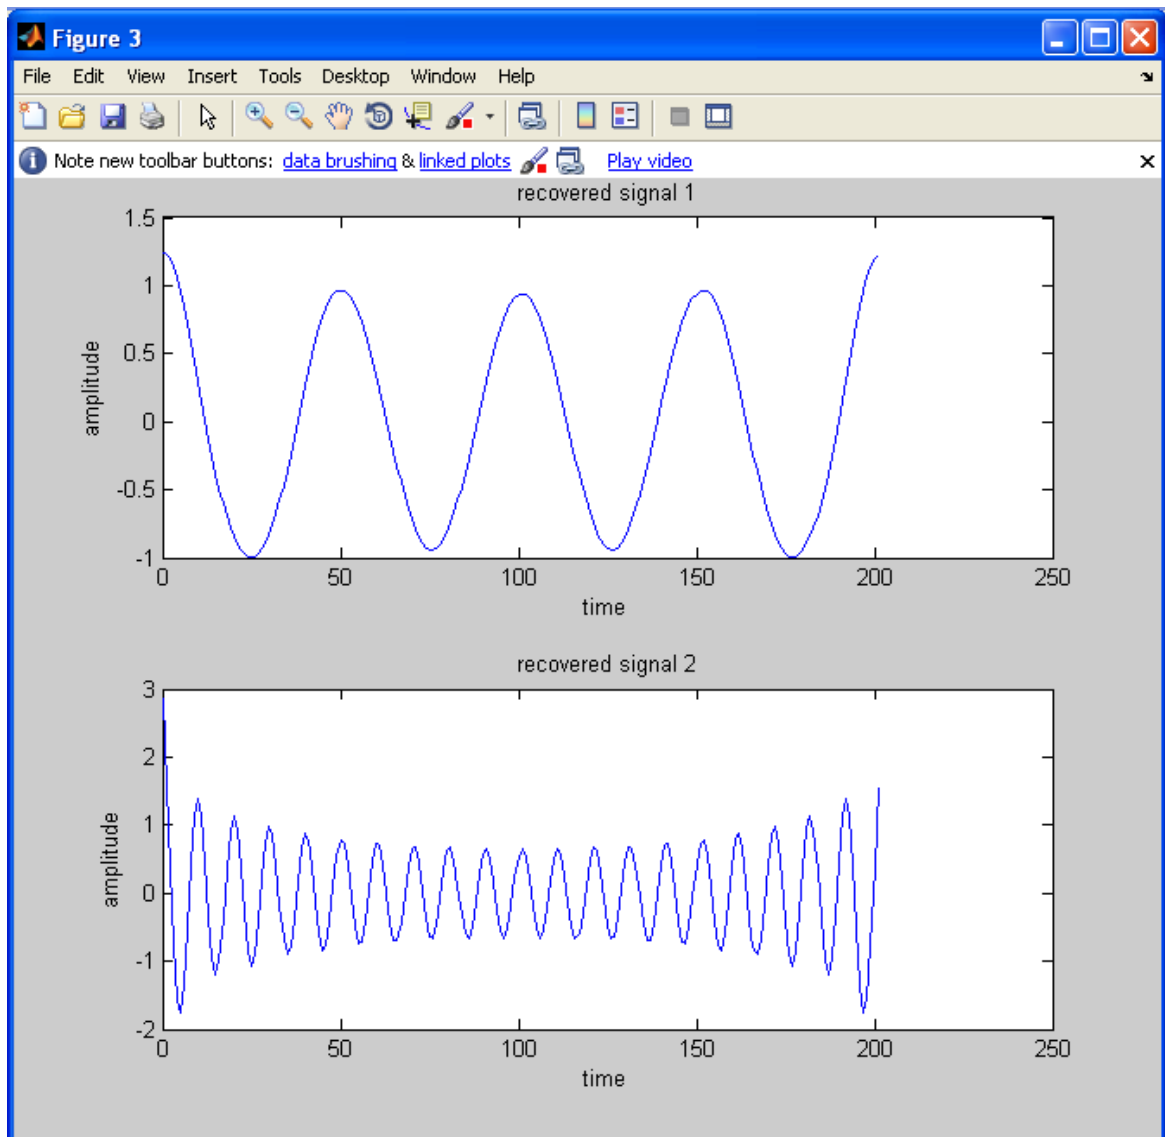 Figure 3
File Edit View Insert Tools Desktop Window Help
Note new toolbar buttons: data brushing & linked plots Play video
recovered signal 1
1.5
1
0.5
0
-0.5
-1
amplitude
0 50 100 150 200 250
time
recovered signal 2
3
2
1
0
-1
-2
amplitude
0 50 100 150 200 250
time